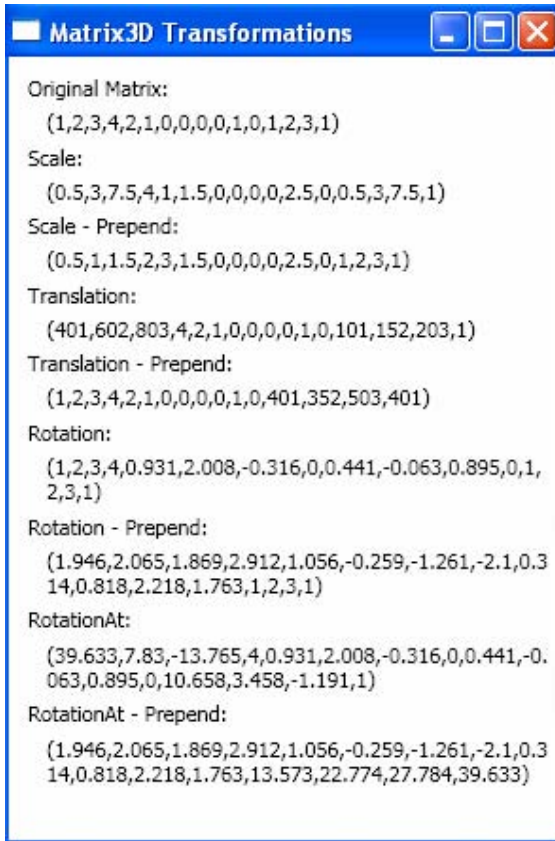 Matrix3D Transformations
Original Matrix:
(1,2,3,4,2,1,0,0,0,0,1,0,1,2,3,1)
Scale:
(0.5,3,7.5,4,1,1.5,0,0,0,0,2.5,0,0.5,3,7.5,1)
Scale - Prepend:
(0.5,1,1.5,2,3,1.5,0,0,0,0,2.5,0,1,2,3,1)
Translation:
(401,602,803,4,2,1,0,0,0,0,1,0,101,152,203,1)
Translation - Prepend:
(1,2,3,4,2,1,0,0,0,0,1,0,401,352,503,401)
Rotation:
(1,2,3,4,0.931,2.008,-0.316,0,0.441,-0.063,0.895,0,1,
2,3,1)
Rotation - Prepend:
(1.946,2.065,1.869,2.912,1.056,-0.259,-1.261,-2.1,0.3
14,0.818,2.218,1.763,1,2,3,1)
RotationAt:
(39.633,7.83,-13.765,4,0.931,2.008,-0.316,0,0.441,-0.
063,0.895,0,10.658,3.458,-1.191,1)
RotationAt - Prepend:
(1.946,2.065,1.869,2.912,1.056,-0.259,-1.261,-2.1,0.3
14,0.818,2.218,1.763,13.573,22.774,27.784,39.633)